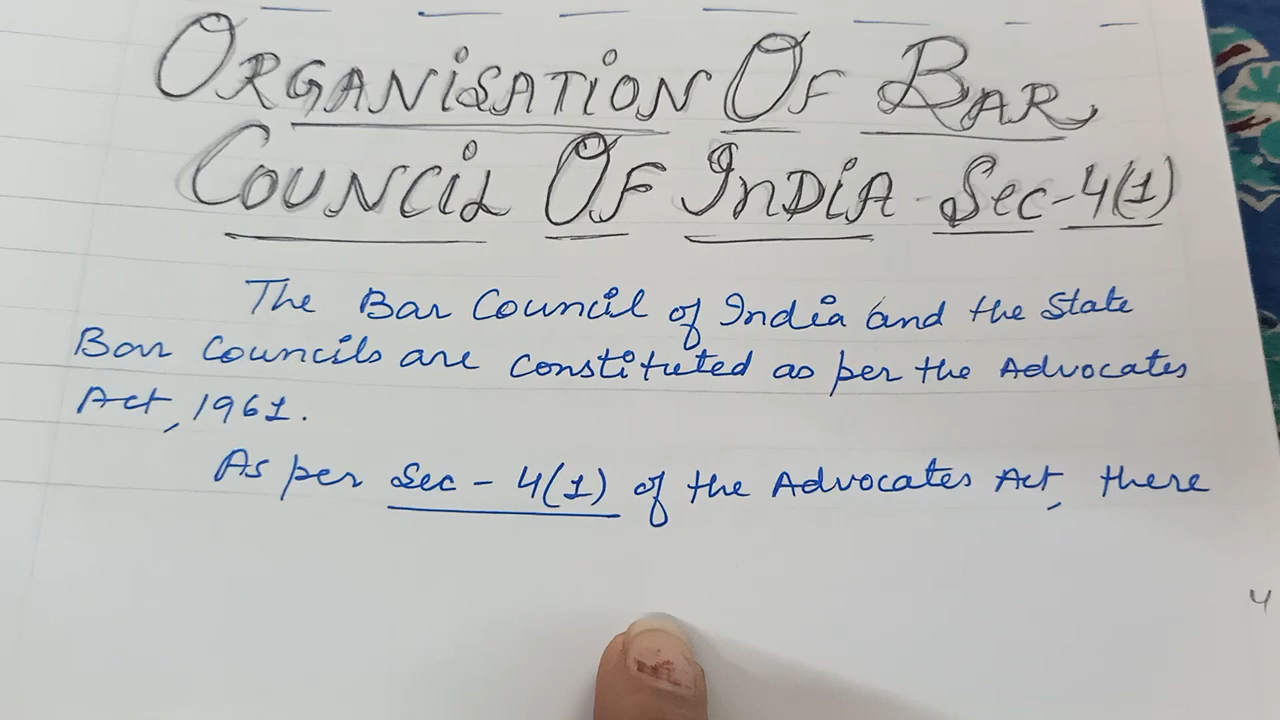 ORGANiSATiON OF BAR
COUNCiL OF INDiA - Sec-4(1)
The Bar Council of India and the State
Bar Councils are constituted as per the Advocates
Act, 1961.
As per Sec - 4(1) of the Advocates Act, there
4